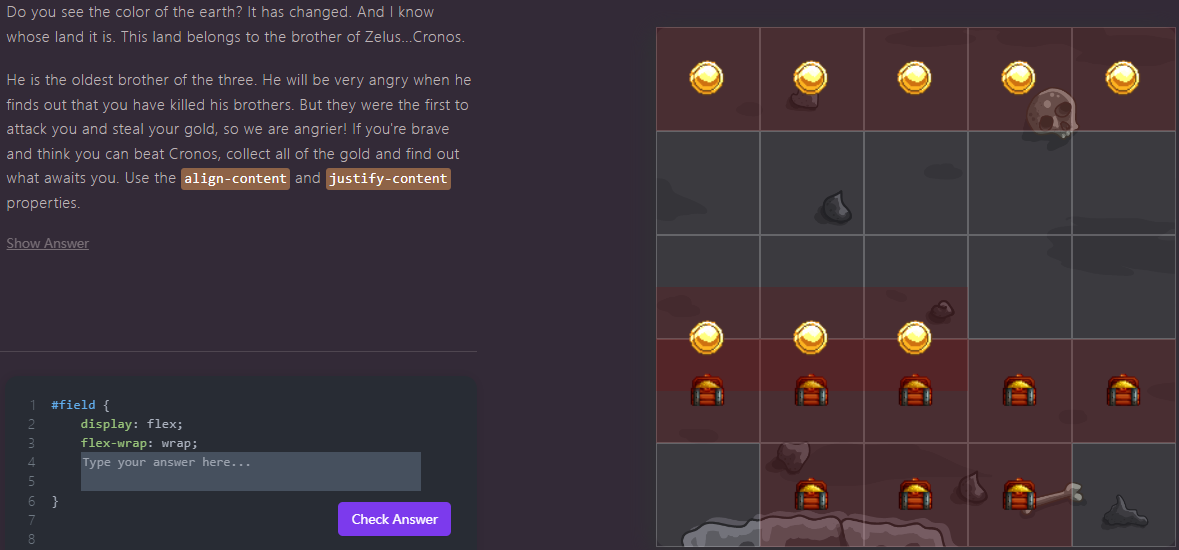 Do you see the color of the earth? It has changed. And I know
whose land it is. This land belongs to the brother of Zelus...Cronos.
He is the oldest brother of the three. He will be very angry when he
finds out that you have killed his brothers. But they were the first to
attack you and steal your gold, so we are angrier! If you're brave
and think you can beat Cronos, collect all of the gold and find out
what awaits you. Use the align-content and justify-content
properties.
Show Answer
1 #field {
2 display: flex;
3 flex-wrap: wrap;
4 Type your answer here...
5
6 }
7
8
Check Answer